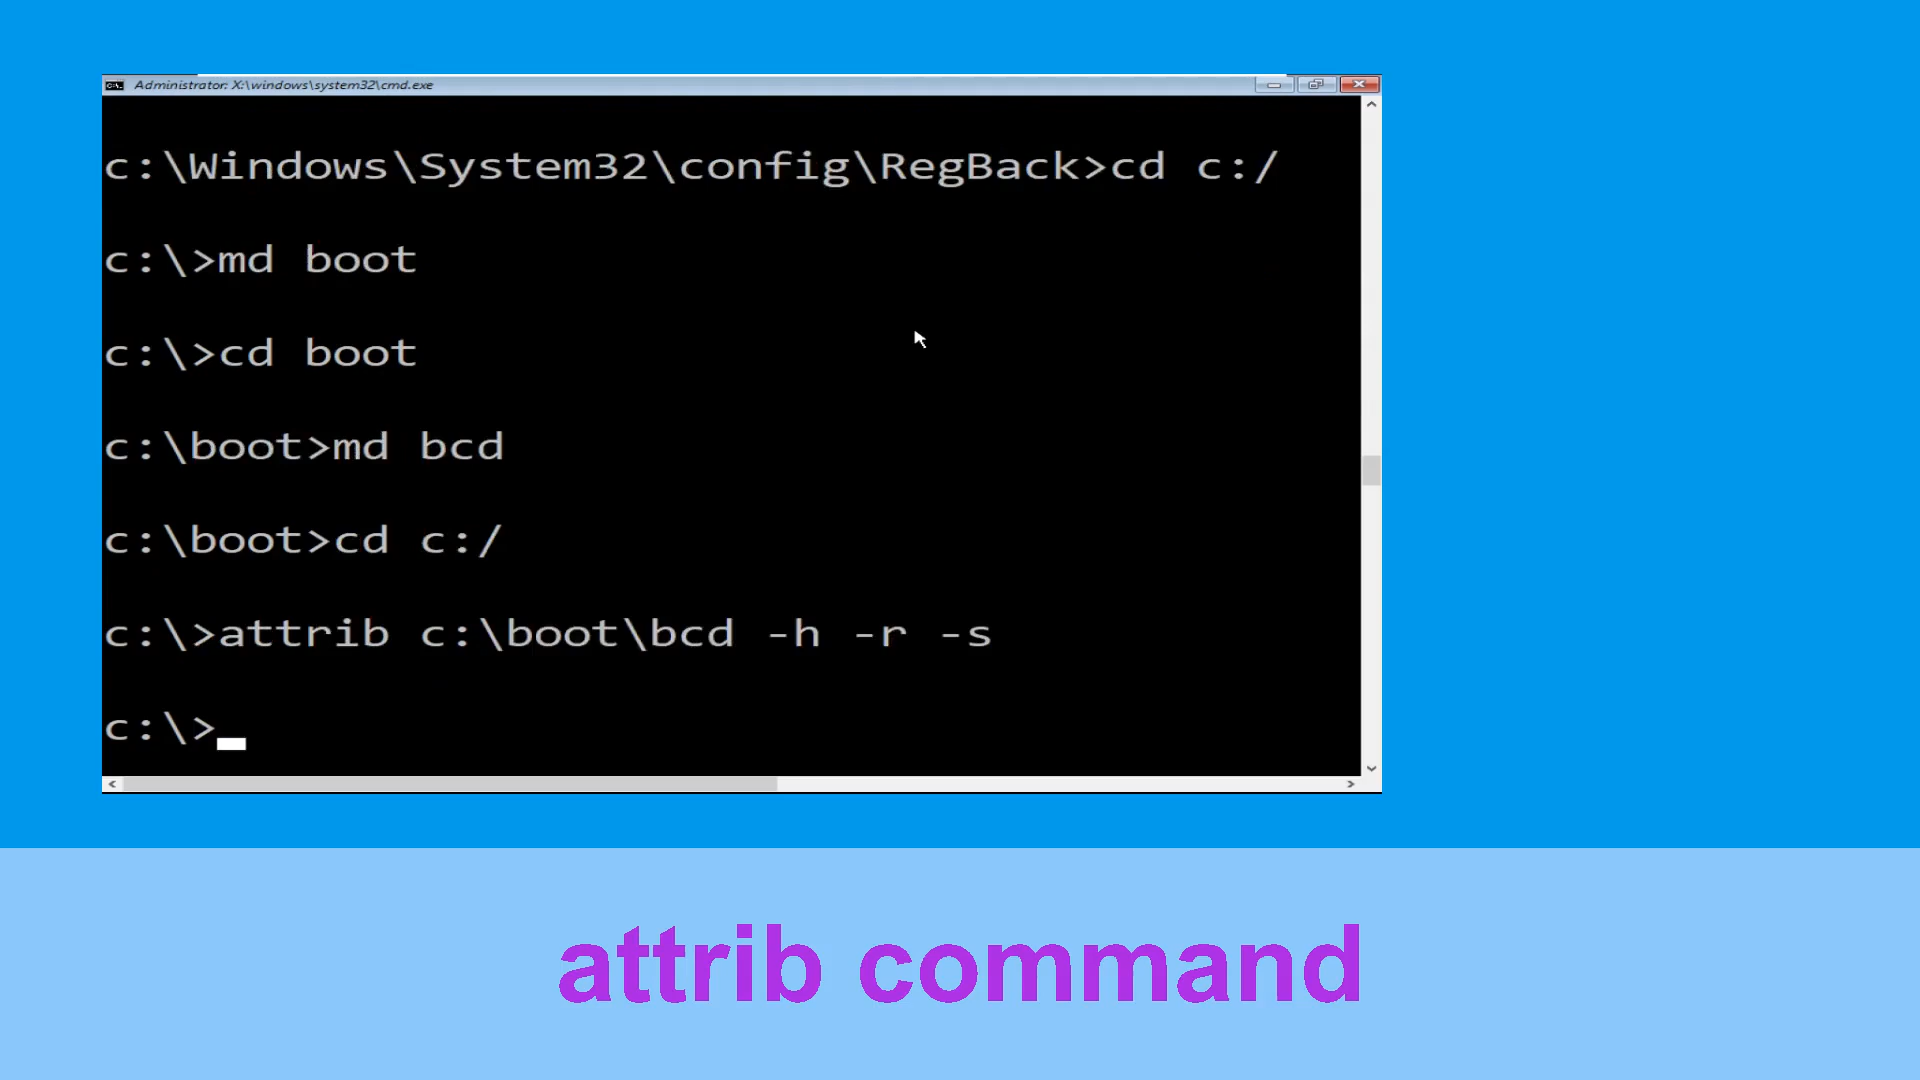 Administrator: X:\windows\system32\cmd.exe
c:\Windows\System32\config\RegBack>cd c:/
c:\>md boot
c:\>cd boot
c:\boot>md bcd
c:\boot>cd c:/
c:\>attrib c:\boot\bcd -h -r -s
c:\>
attrib command